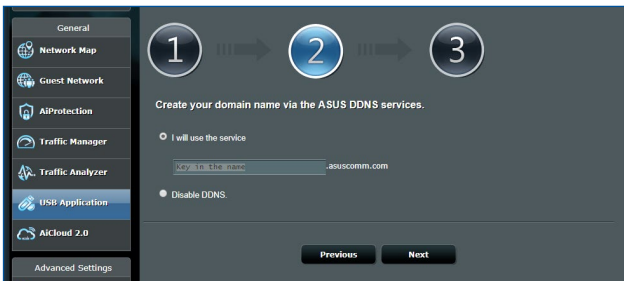 General
Network Map
Guest Network
AiProtection
Traffic Manager
Traffic Analyzer
USB Application
AiCloud 2.0
Advanced Settings
1 2 3
Create your domain name via the ASUS DDNS services.
I will use the service
Key in the name .asuscomm.com
Disable DDNS.
Previous Next